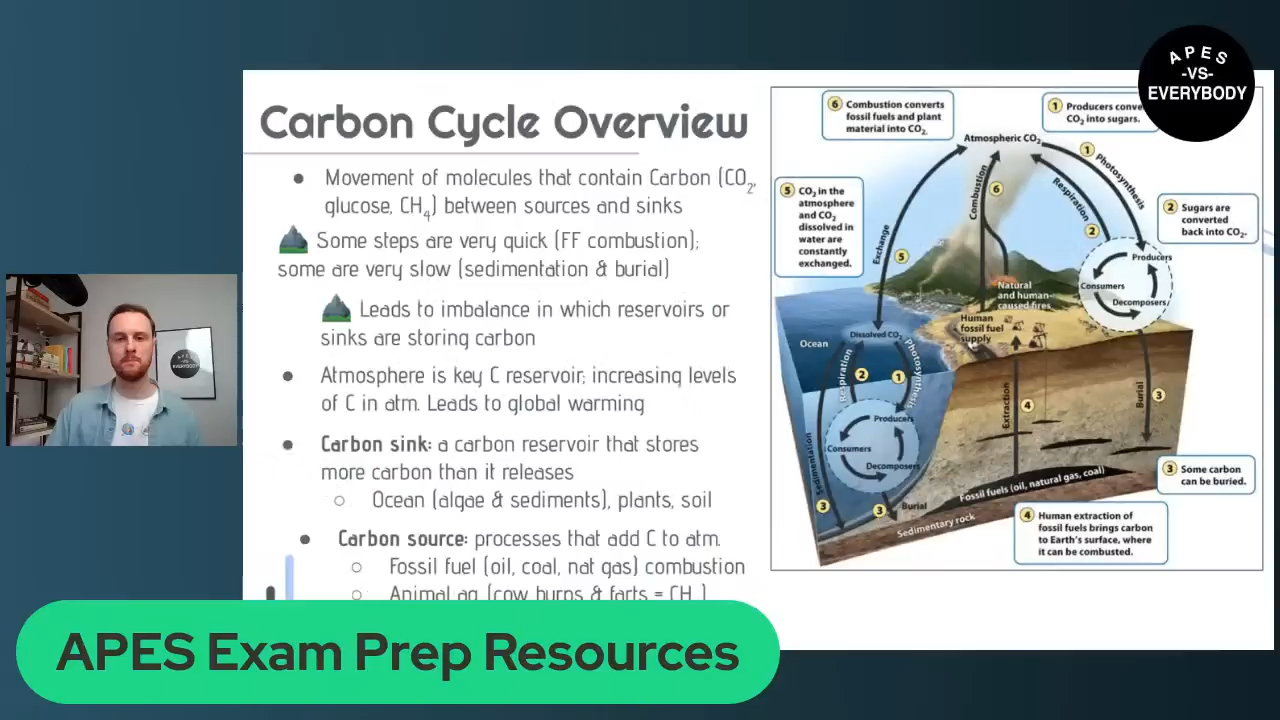 APES
-VS-
EVERYBODY
Carbon Cycle Overview
● Movement of molecules that contain Carbon (CO₂,
glucose, CH₄) between sources and sinks
Some steps are very quick (FF combustion);
some are very slow (sedimentation & burial)
Leads to imbalance in which reservoirs or
sinks are storing carbon
● Atmosphere is key C reservoir; increasing levels
of C in atm. Leads to global warming
● Carbon sink: a carbon reservoir that stores
more carbon than it releases
○ Ocean (algae & sediments), plants, soil
● Carbon source: processes that add C to atm.
○ Fossil fuel (oil, coal, nat gas) combustion
○ Animal ag. (cow burps & farts = CH
6 Combustion converts
fossil fuels and plant
material into CO₂.
1 Producers conve
CO₂ into sugars.
Atmospheric CO₂
1
Photosynthesis
Respiration
2
Combustion
6
5 CO₂ in the
atmosphere
and CO₂
dissolved in
water are
constantly
exchanged.
Exchange
5
2 Sugars are
converted
back into CO₂.
Producers
Consumers
Decomposers
Natural
and human-
caused fires
Human
fossil fuel
supply
Ocean
Dissolved CO₂
Respiration
2
1
Photosynthesis
Producers
Consumers
Decomposers
Sedimentation
3
3
Burial
Extraction
4
Burial
3
Fossil fuels (oil, natural gas, coal)
Sedimentary rock
3 Some carbon
can be buried.
4 Human extraction of
fossil fuels brings carbon
to Earth's surface, where
it can be combusted.
APES Exam Prep Resources